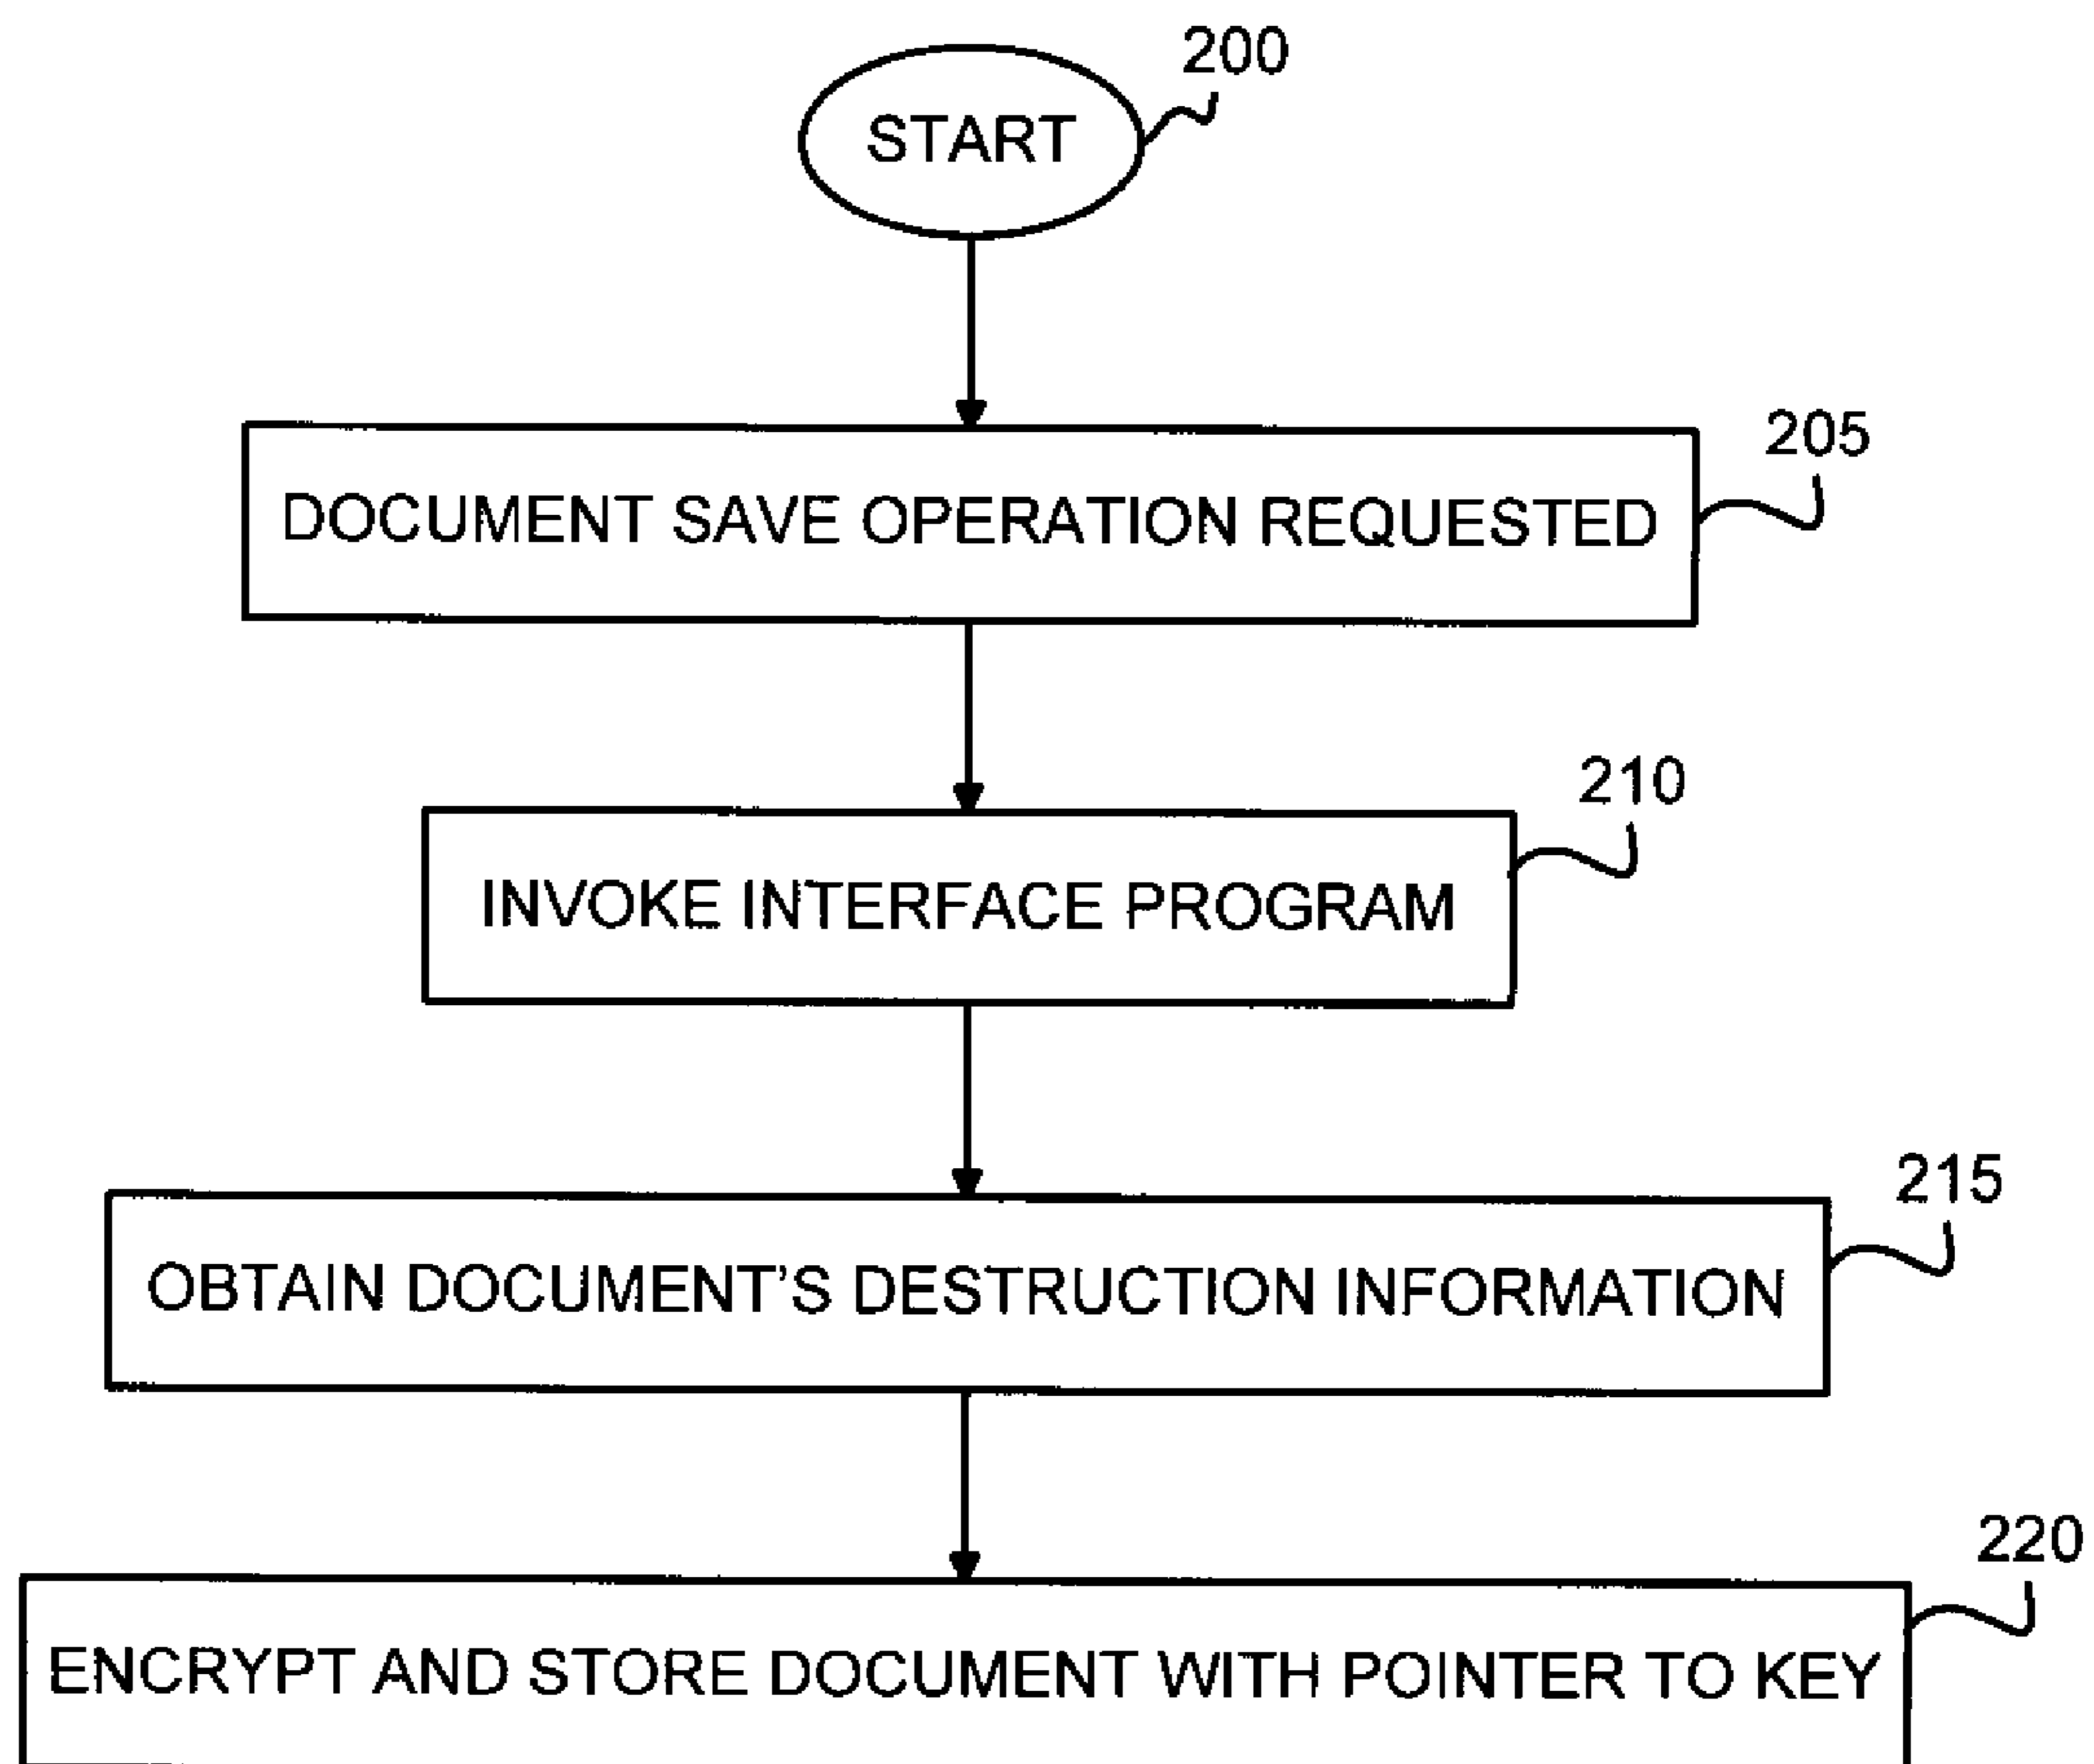 200
START
205
DOCUMENT SAVE OPERATION REQUESTED
210
INVOKE INTERFACE PROGRAM
215
OBTAIN DOCUMENT'S DESTRUCTION INFORMATION
220
ENCRYPT AND STORE DOCUMENT WITH POINTER TO KEY